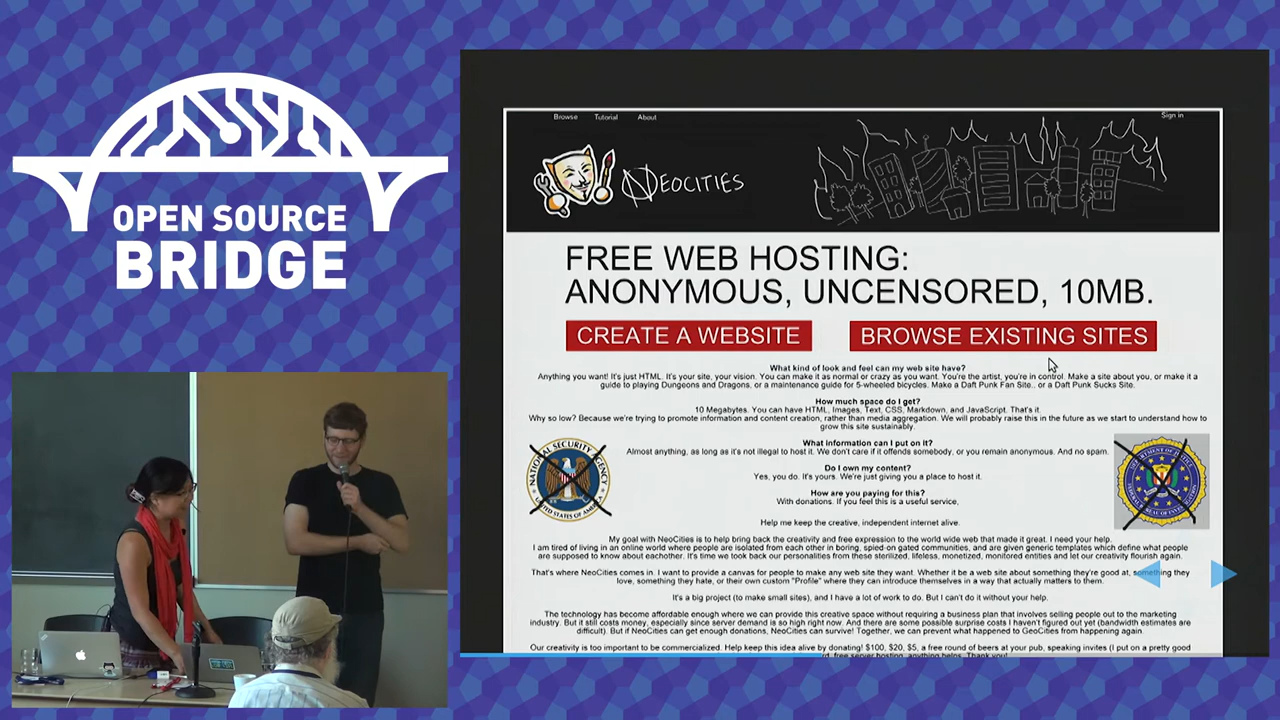 OPEN SOURCE
BRIDGE
Browse Tutorial About
Sign in
NEOCITIES
FREE WEB HOSTING:
ANONYMOUS, UNCENSORED, 10MB.
CREATE A WEBSITE
BROWSE EXISTING SITES
What kind of look and feel can my web site have?
Anything you want! It's just HTML. It's your site, your vision. You can make it as normal or crazy as you want. You're the artist, you're in control. Make a site about you, or make it a
guide to playing Dungeons and Dragons, or a maintenance guide for 5-wheeled bicycles. Make a Daft Punk Fan Site.. or a Daft Punk Sucks Site.
How much space do I get?
10 Megabytes. You can have HTML, Images, Text, CSS, Markdown, and JavaScript. That's it.
Why so low? Because we're trying to promote information and content creation, rather than media aggregation. We will probably raise this in the future as we start to understand how to
grow this site sustainably.
What information can I put on it?
Almost anything, as long as it's not illegal to host it. We don't care if it offends somebody, or you remain anonymous. And no spam.
Do I own my content?
Yes, you do. It's yours. We're just giving you a place to host it.
How are you paying for this?
With donations. If you feel this is a useful service,
Help me keep the creative, independent internet alive.
NATIONAL SECURITY AGENCY
UNITED STATES OF AMERICA
DEPARTMENT OF JUSTICE
My goal with NeoCities is to help bring back the creativity and free expression to the world wide web that made it great. I need your help.
I am tired of living in an online world where people are isolated from each other in boring, spied-on gated communities, and are given generic templates which define what people
are supposed to know about eachother. It's time we took back our personalities from these sterilized, lifeless, monetized, monitored entities and let our creativity flourish again.
That's where NeoCities comes in. I want to provide a canvas for people to make any web site they want. Whether it be a web site about something they're good at, something they
love, something they hate, or their own custom "Profile" where they can introduce themselves in a way that actually matters to them.
It's a big project (to make small sites), and I have a lot of work to do. But I can't do it without your help.
The technology has become affordable enough where we can provide this creative space without requiring a business plan that involves selling people out to the marketing
industry. But it still costs money, especially since server demand is so high right now. And there are some possible surprise costs I haven't figured out yet (bandwidth estimates are
difficult). But if NeoCities can get enough donations, NeoCities can survive! Together, we can prevent what happened to GeoCities from happening again.
Our creativity is too important to be commercialized. Help keep this idea alive by donating! $100, $20, $5, a free round of beers at your pub, speaking invites (I put on a pretty good
free server hosting, anything helps. Thank you!